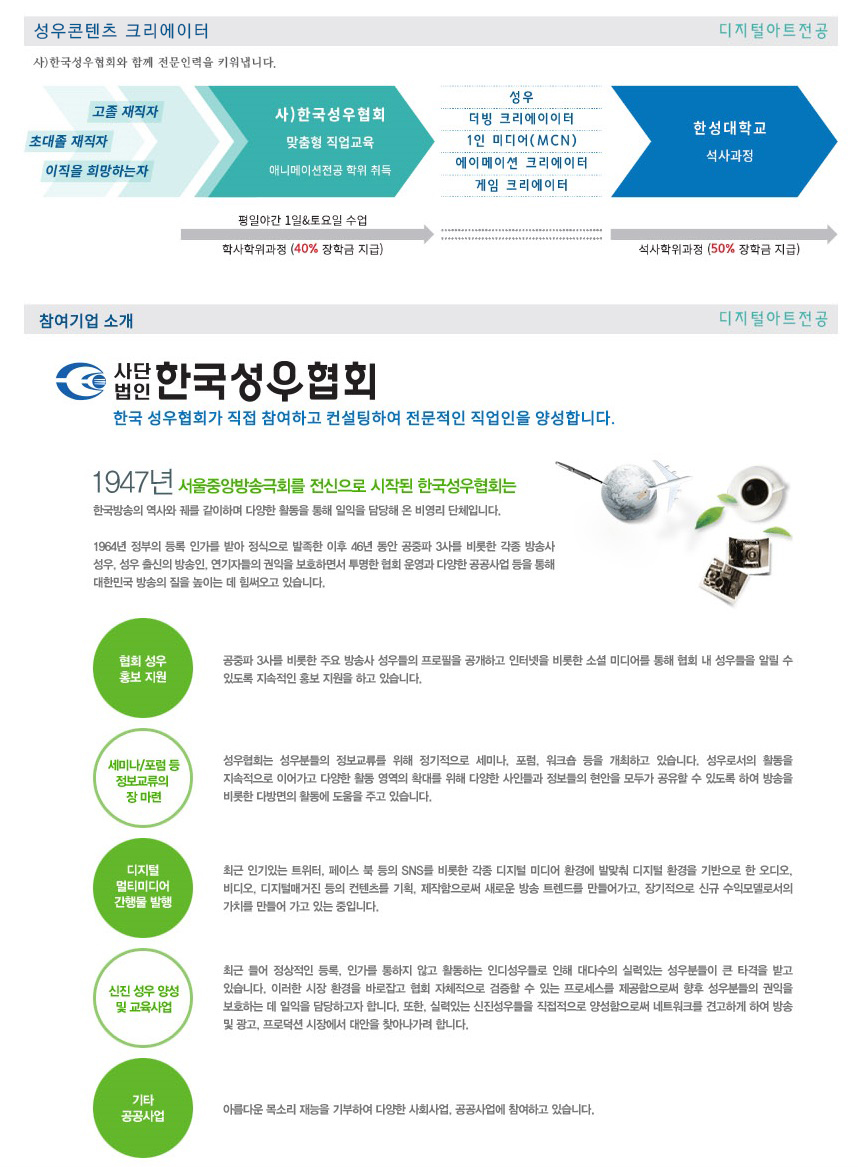 성우콘텐츠 크리에이터
디지털아트전공
사)한국성우협회와 함께 전문인력을 키워냅니다.
고졸 재직자
초대졸 재직자
이직을 희망하는자
사)한국성우협회
맞춤형 직업교육
애니메이션전공 학위 취득
성우
더빙 크리에이이터
1인 미디어(MCN)
에이메이션 크리에이터
게임 크리에이터
한성대학교
석사과정
평일야간 1일&토요일 수업
학사학위과정 (40% 장학금 지급)
석사학위과정 (50% 장학금 지급)
참여기업 소개
디지털아트전공
사단법인 한국성우협회
한국 성우협회가 직접 참여하고 컨설팅하여 전문적인 직업인을 양성합니다.
1947년 서울중앙방송극회를 전신으로 시작된 한국성우협회는
한국방송의 역사와 궤를 같이하며 다양한 활동을 통해 일익을 담당해 온 비영리 단체입니다.
1964년 정부의 등록 인가를 받아 정식으로 발족한 이후 46년 동안 공중파 3사를 비롯한 각종 방송사
성우, 성우 출신의 방송인, 연기자들의 권익을 보호하면서 투명한 협회 운영과 다양한 공공사업 등을 통해
대한민국 방송의 질을 높이는 데 힘써오고 있습니다.
협회 성우
홍보 지원
공중파 3사를 비롯한 주요 방송사 성우들의 프로필을 공개하고 인터넷을 비롯한 소셜 미디어를 통해 협회 내 성우들을 알릴 수
있도록 지속적인 홍보 지원을 하고 있습니다.
세미나/포럼 등
정보교류의
장 마련
성우협회는 성우분들의 정보교류를 위해 정기적으로 세미나, 포럼, 워크숍 등을 개최하고 있습니다. 성우로서의 활동을
지속적으로 이어가고 다양한 활동 영역의 확대를 위해 다양한 사인들과 정보들의 현안을 모두가 공유할 수 있도록 하여 방송을
비롯한 다방면의 활동에 도움을 주고 있습니다.
디지털
멀티미디어
간행물 발행
최근 인기있는 트위터, 페이스 북 등의 SNS를 비롯한 각종 디지털 미디어 환경에 발맞춰 디지털 환경을 기반으로 한 오디오,
비디오, 디지털매거진 등의 컨텐츠를 기획, 제작함으로써 새로운 방송 트렌드를 만들어가고, 장기적으로 신규 수익모델로서의
가치를 만들어 가고 있는 중입니다.
신진 성우 양성
및 교육사업
최근 들어 정상적인 등록, 인가를 통하지 않고 활동하는 인디성우들로 인해 대다수의 실력있는 성우분들이 큰 타격을 받고
있습니다. 이러한 시장 환경을 바로잡고 협회 자체적으로 검증할 수 있는 프로세스를 제공함으로써 향후 성우분들의 권익을
보호하는 데 일익을 담당하고자 합니다. 또한, 실력있는 신진성우들을 직접적으로 양성함으로써 네트워크를 견고하게 하여 방송
및 광고, 프로덕션 시장에서 대안을 찾아나가려 합니다.
기타
공공사업
아름다운 목소리 재능을 기부하여 다양한 사회사업, 공공사업에 참여하고 있습니다.